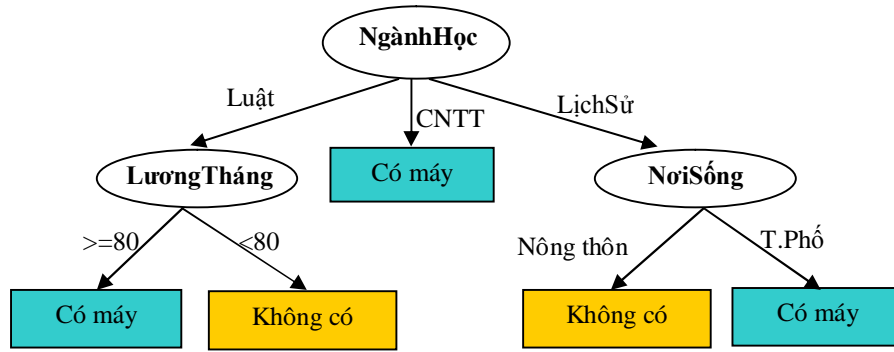 NgànhHọc
Luật
CNTT
LịchSử
LươngTháng
Có máy
NơiSống
>=80
<80
Nông thôn
T.Phố
Có máy
Không có
Không có
Có máy